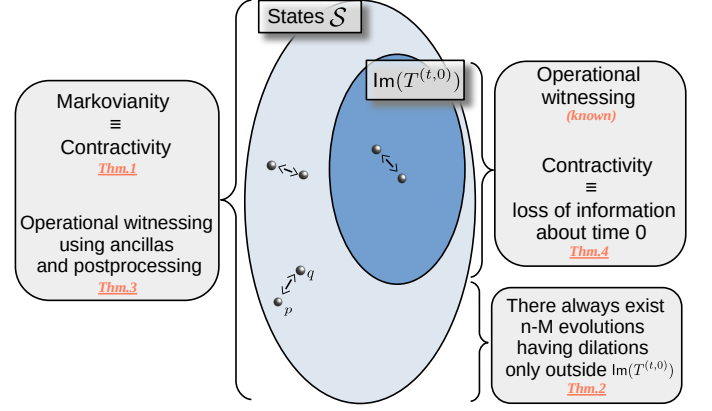 States 𝒮
Im(T^{(t,0)})
Markovianity
≡
Contractivity
Thm.1
Operational witnessing
using ancillas
and postprocessing
Thm.3
q
p
Operational
witnessing
(known)
Contractivity
≡
loss of information
about time 0
Thm.4
There always exist
n-M evolutions
having dilations
only outside Im(T^{(t,0)})
Thm.2